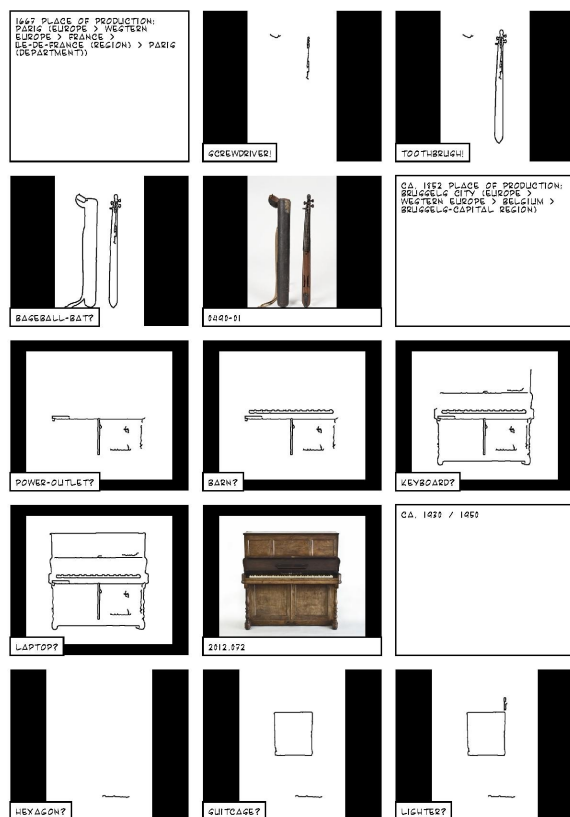 1667 PLACE OF PRODUCTION:
PARIS (EUROPE > WESTERN
EUROPE > FRANCE >
ILE-DE-FRANCE (REGION) > PARIS
(DEPARTMENT))
SCREWDRIVER!
TOOTHBRUSH!
BASEBALL-BAT?
0490-01
CA. 1852 PLACE OF PRODUCTION:
BRUSSELS CITY (EUROPE >
WESTERN EUROPE > BELGIUM >
BRUSSELS-CAPITAL REGION)
POWER-OUTLET?
BARN?
KEYBOARD?
LAPTOP?
2012.072
CA. 1930 / 1950
HEXAGON?
SUITCASE?
LIGHTER?